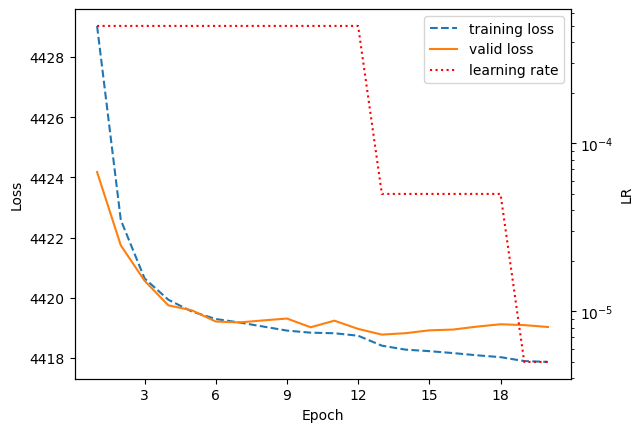 training loss
valid loss
learning rate
4428
4426
4424
4422
4420
4418
Loss
10⁻⁴
10⁻⁵
LR
3 6 9 12 15 18
Epoch